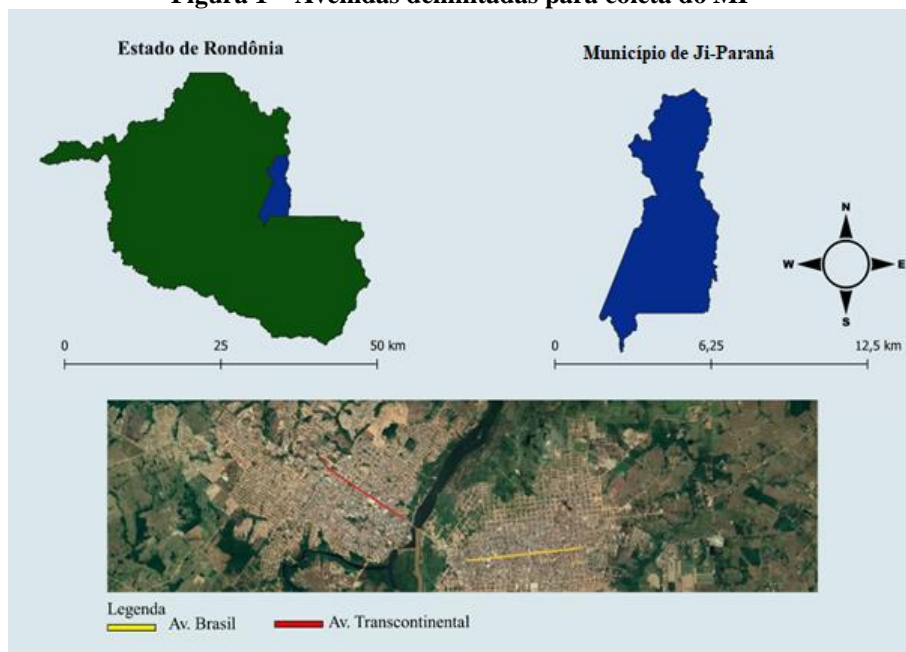 Figura 1 – Avenidas delimitadas para coleta do MP
Estado de Rondônia
Município de Ji-Paraná
N
W
E
S
0 25 50 km
0 6,25 12,5 km
Legenda
Av. Brasil
Av. Transcontinental